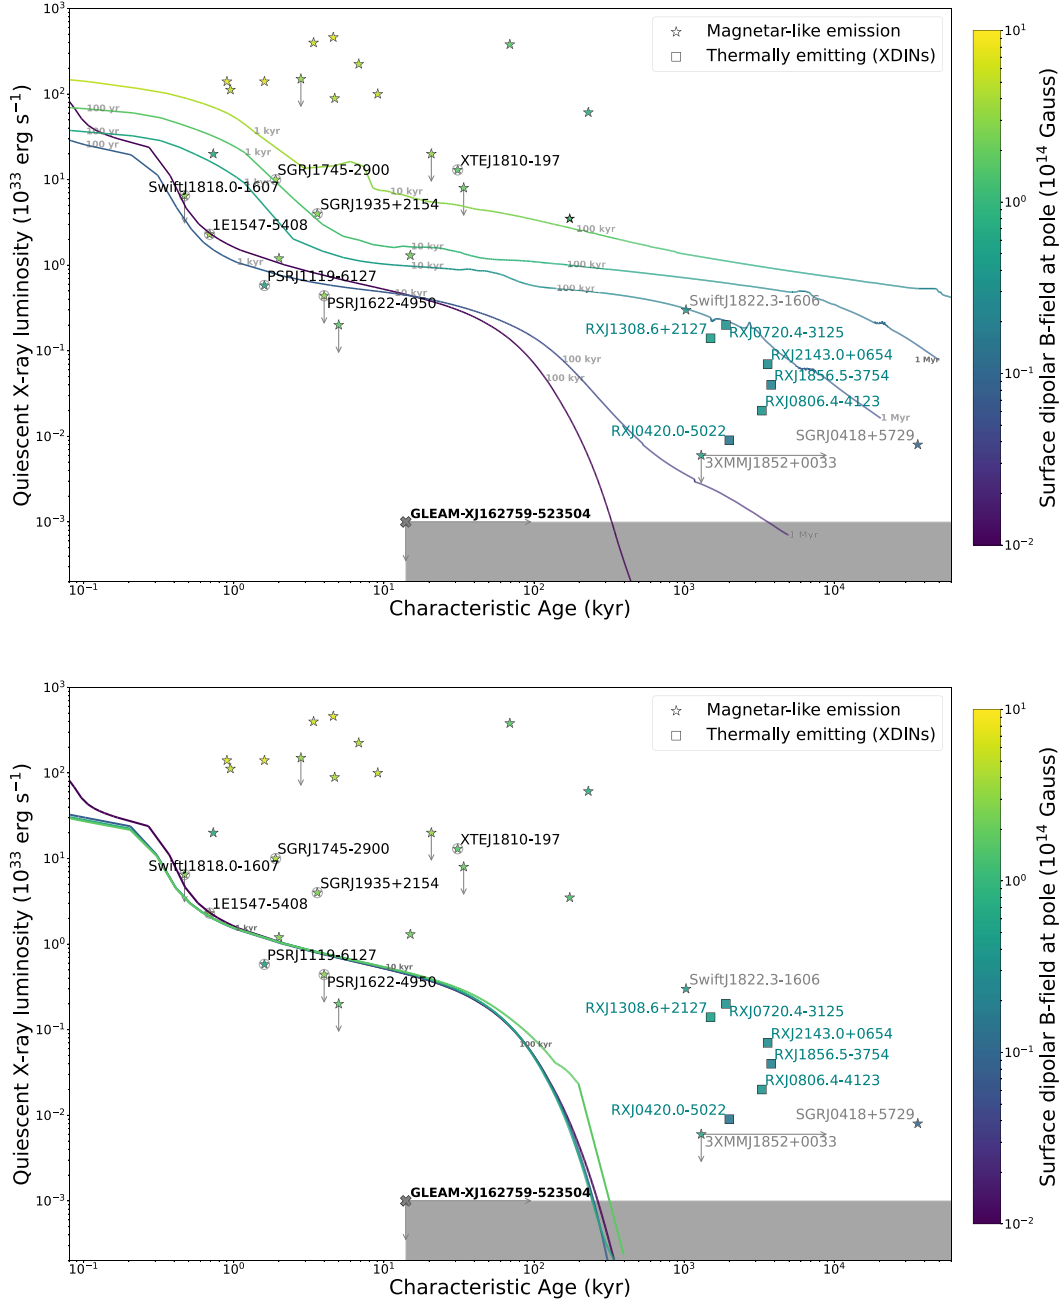 10³
☆ Magnetar-like emission
□ Thermally emitting (XDINs)
10²
10¹
10⁰
10⁻¹
10⁻²
10⁻³
Quiescent X-ray luminosity (10³³ erg s⁻¹)
100 yr
100 yr
100 yr
1 kyr
1 kyr
1 kyr
1 kyr
10 kyr
10 kyr
10 kyr
10 kyr
100 kyr
100 kyr
100 kyr
100 kyr
100 kyr
1 Myr
1 Myr
1 Myr
XTEJ1810-197
SGRJ1745-2900
SwiftJ1818.0-1607
SGRJ1935+2154
1E1547-5408
PSRJ1119-6127
PSRJ1622-4950
SwiftJ1822.3-1606
RXJ1308.6+2127
RXJ0720.4-3125
RXJ2143.0+0654
RXJ1856.5-3754
RXJ0806.4-4123
RXJ0420.0-5022
SGRJ0418+5729
3XMMJ1852+0033
GLEAM-XJ162759-523504
10⁻¹ 10⁰ 10¹ 10² 10³ 10⁴
Characteristic Age (kyr)
10¹
10⁰
10⁻¹
10⁻²
Surface dipolar B-field at pole (10¹⁴ Gauss)
10³
☆ Magnetar-like emission
□ Thermally emitting (XDINs)
10²
10¹
10⁰
10⁻¹
10⁻²
10⁻³
Quiescent X-ray luminosity (10³³ erg s⁻¹)
1 kyr
10 kyr
100 kyr
XTEJ1810-197
SGRJ1745-2900
SwiftJ1818.0-1607
SGRJ1935+2154
1E1547-5408
PSRJ1119-6127
PSRJ1622-4950
SwiftJ1822.3-1606
RXJ1308.6+2127
RXJ0720.4-3125
RXJ2143.0+0654
RXJ1856.5-3754
RXJ0806.4-4123
RXJ0420.0-5022
SGRJ0418+5729
3XMMJ1852+0033
GLEAM-XJ162759-523504
10⁻¹ 10⁰ 10¹ 10² 10³ 10⁴
Characteristic Age (kyr)
10¹
10⁰
10⁻¹
10⁻²
Surface dipolar B-field at pole (10¹⁴ Gauss)